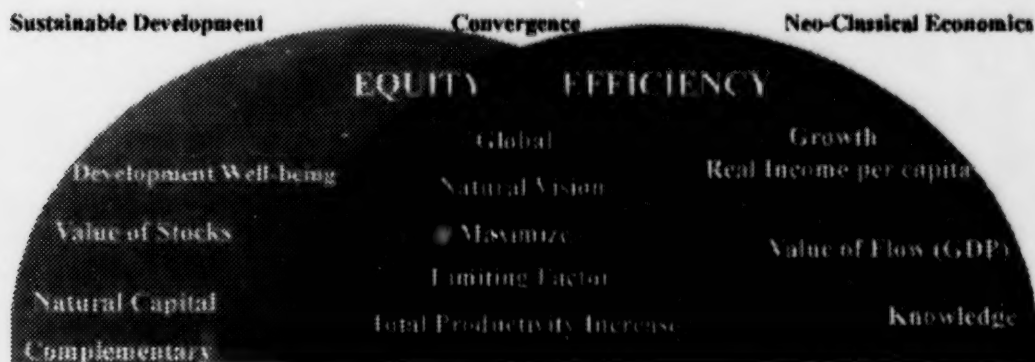 Sustainable Development Convergence Neo-Classical Economics
EQUITY EFFICIENCY
Global Growth
Development Well-being Real Income per capita
Natural Vision
Value of Stocks Maximize Value of Flow (GDP)
Limiting Factor
Natural Capital Knowledge
Total Productivity Increase
Complementary